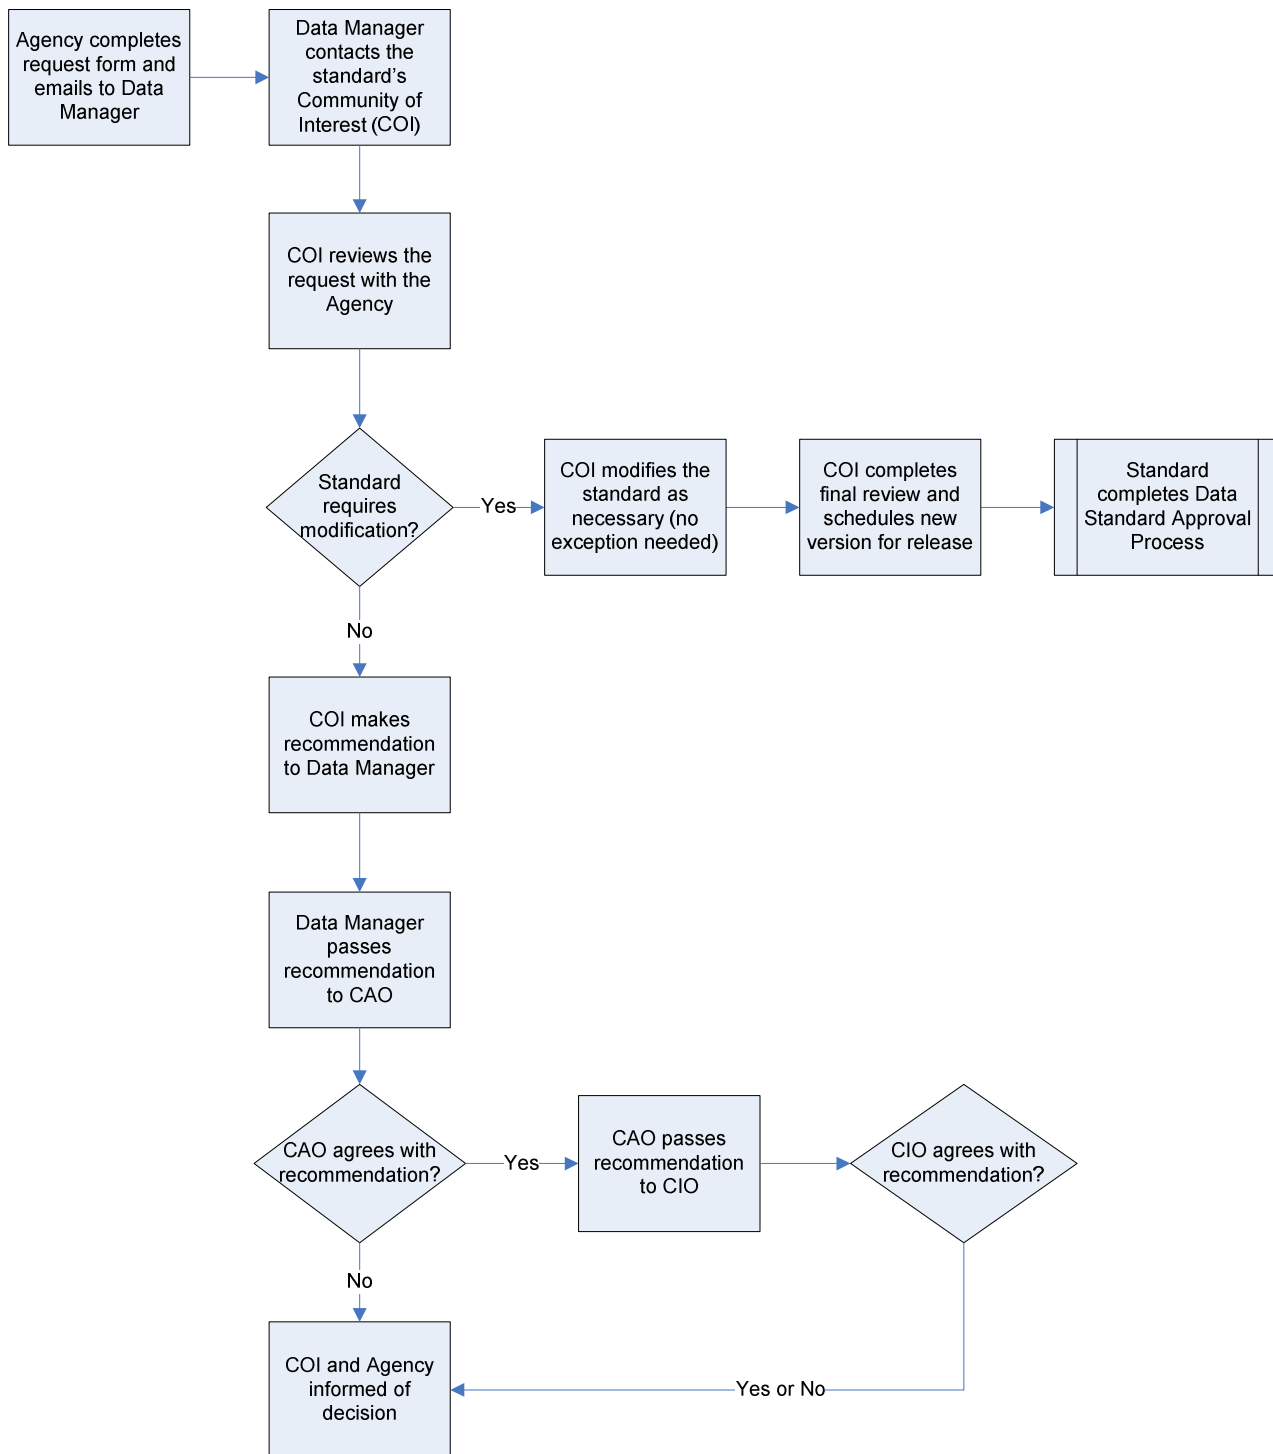 Agency completes
request form and
emails to Data
Manager
Data Manager
contacts the
standard's
Community of
Interest (COI)
COI reviews the
request with the
Agency
Standard
requires
modification?
Yes
COI modifies the
standard as
necessary (no
exception needed)
COI completes
final review and
schedules new
version for release
Standard
completes Data
Standard Approval
Process
No
COI makes
recommendation
to Data Manager
Data Manager
passes
recommendation
to CAO
CAO agrees with
recommendation?
Yes
CAO passes
recommendation
to CIO
CIO agrees with
recommendation?
No
COI and Agency
informed of
decision
Yes or No